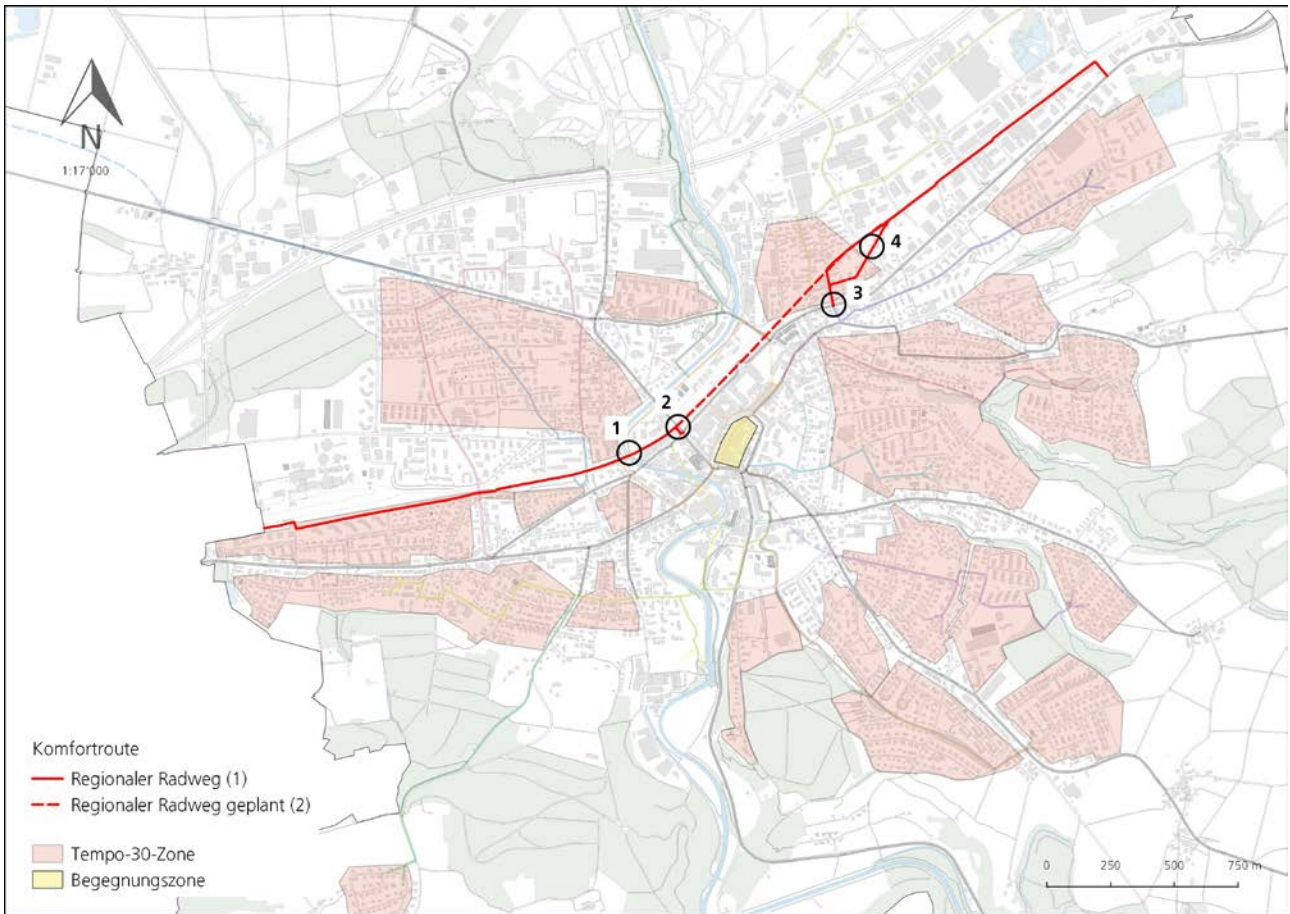 N
1:17'000
4
3
2
1
Komfortroute
Regionaler Radweg (1)
Regionaler Radweg geplant (2)
Tempo-30-Zone
Begegnungszone
0 250 500 750 m